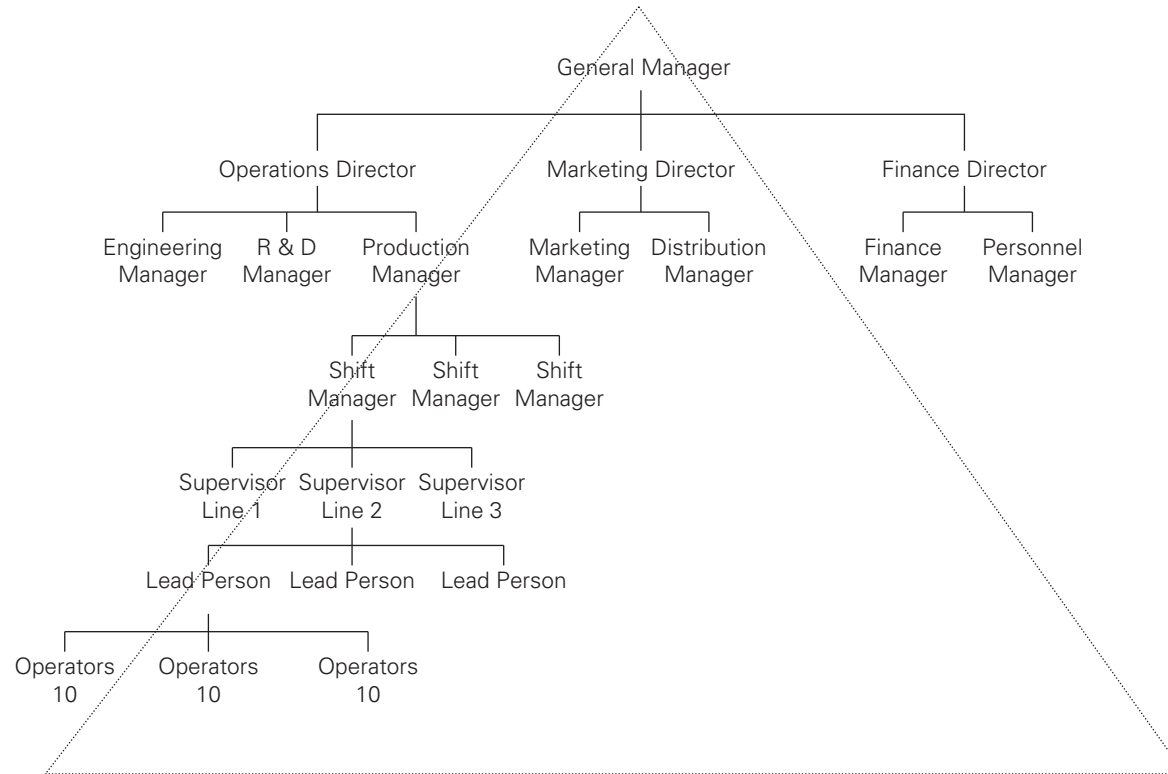 General Manager
Operations Director
Marketing Director
Finance Director
Engineering
Manager
R & D
Manager
Production
Manager
Marketing
Manager
Distribution
Manager
Finance
Manager
Personnel
Manager
Shift
Manager
Shift
Manager
Shift
Manager
Supervisor
Line 1
Supervisor
Line 2
Supervisor
Line 3
Lead Person
Lead Person
Lead Person
Operators
10
Operators
10
Operators
10